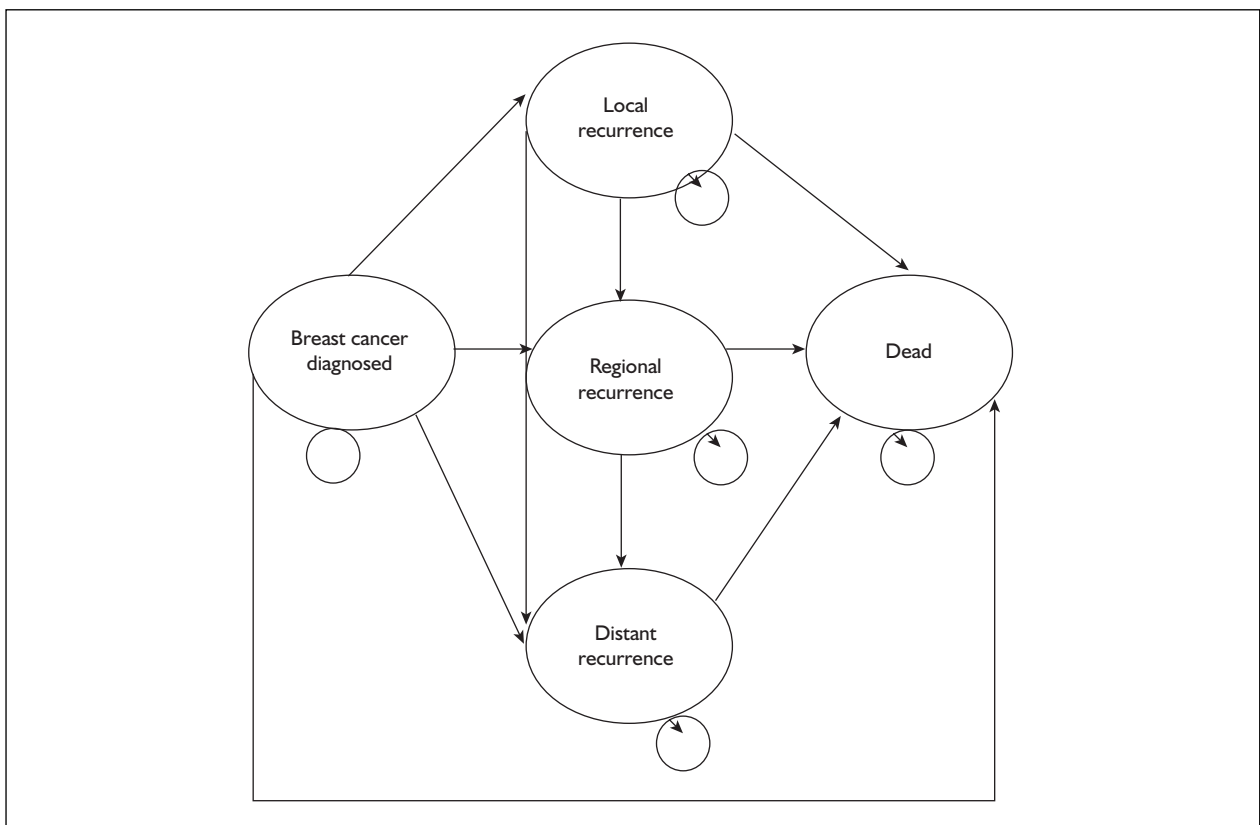 Local
recurrence
Breast cancer
diagnosed
Regional
recurrence
Dead
Distant
recurrence